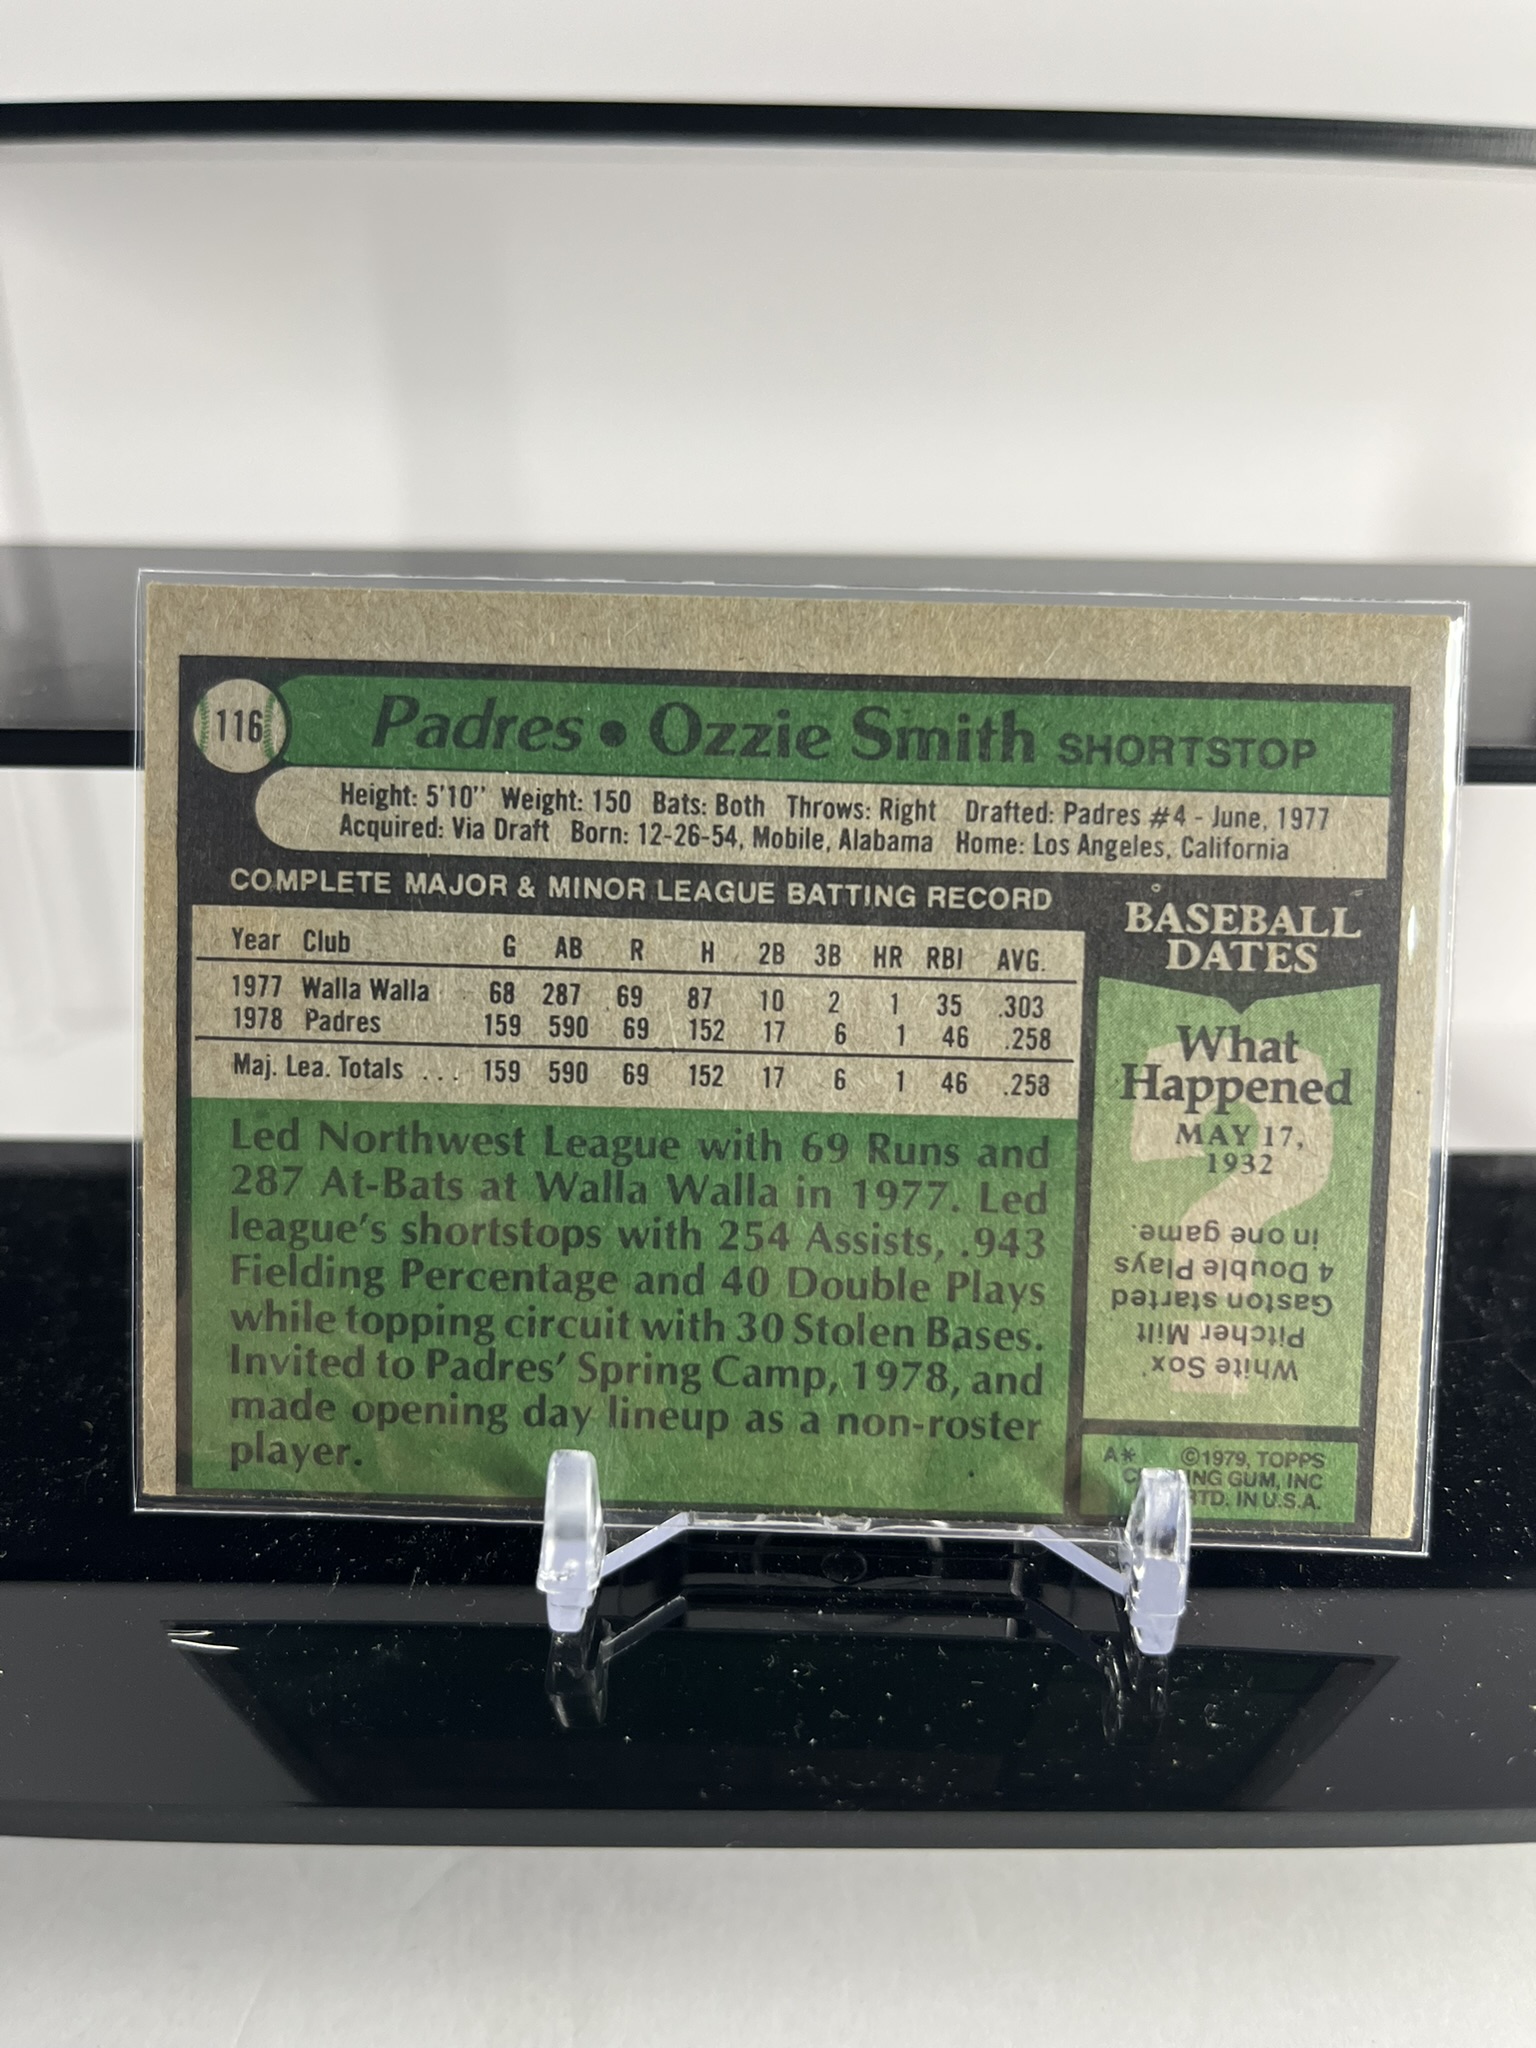 116
Padres • Ozzie Smith SHORTSTOP
Height: 5'10" Weight: 150 Bats: Both Throws: Right Drafted: Padres #4 - June, 1977
Acquired: Via Draft Born: 12-26-54, Mobile, Alabama Home: Los Angeles, California
COMPLETE MAJOR & MINOR LEAGUE BATTING RECORD
Year Club G AB R H 2B 3B HR RBI AVG.
1977 Walla Walla 68 287 69 87 10 2 1 35 .303
1978 Padres 159 590 69 152 17 6 1 46 .258
Maj. Lea. Totals ... 159 590 69 152 17 6 1 46 .258
Led Northwest League with 69 Runs and
287 At-Bats at Walla Walla in 1977. Led
league's shortstops with 254 Assists, .943
Fielding Percentage and 40 Double Plays
while topping circuit with 30 Stolen Bases.
Invited to Padres' Spring Camp, 1978, and
made opening day lineup as a non-roster
player.
BASEBALL
DATES
What
Happened
MAY 17,
1932
White Sox
Pitcher Milt
Gaston started
4 Double Plays
in one game.
A* ©1979, TOPPS
GUM, INC
IN U.S.A.